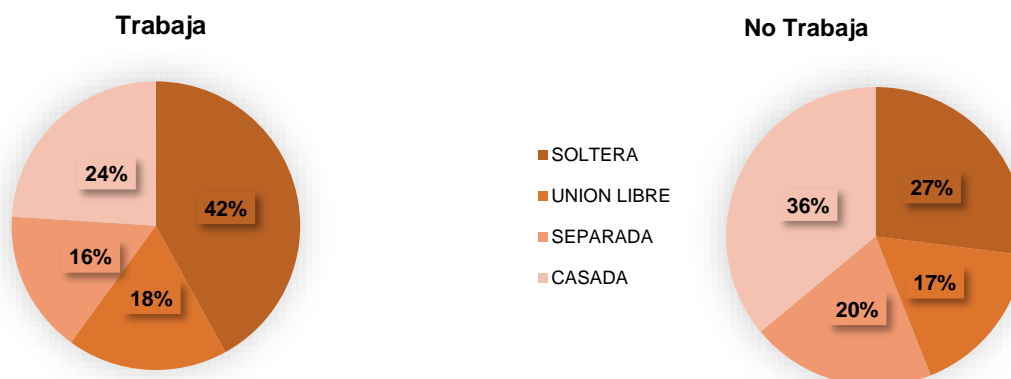 Trabaja
24%
42%
16%
18%
SOLTERA
UNION LIBRE
SEPARADA
CASADA
No Trabaja
27%
36%
17%
20%